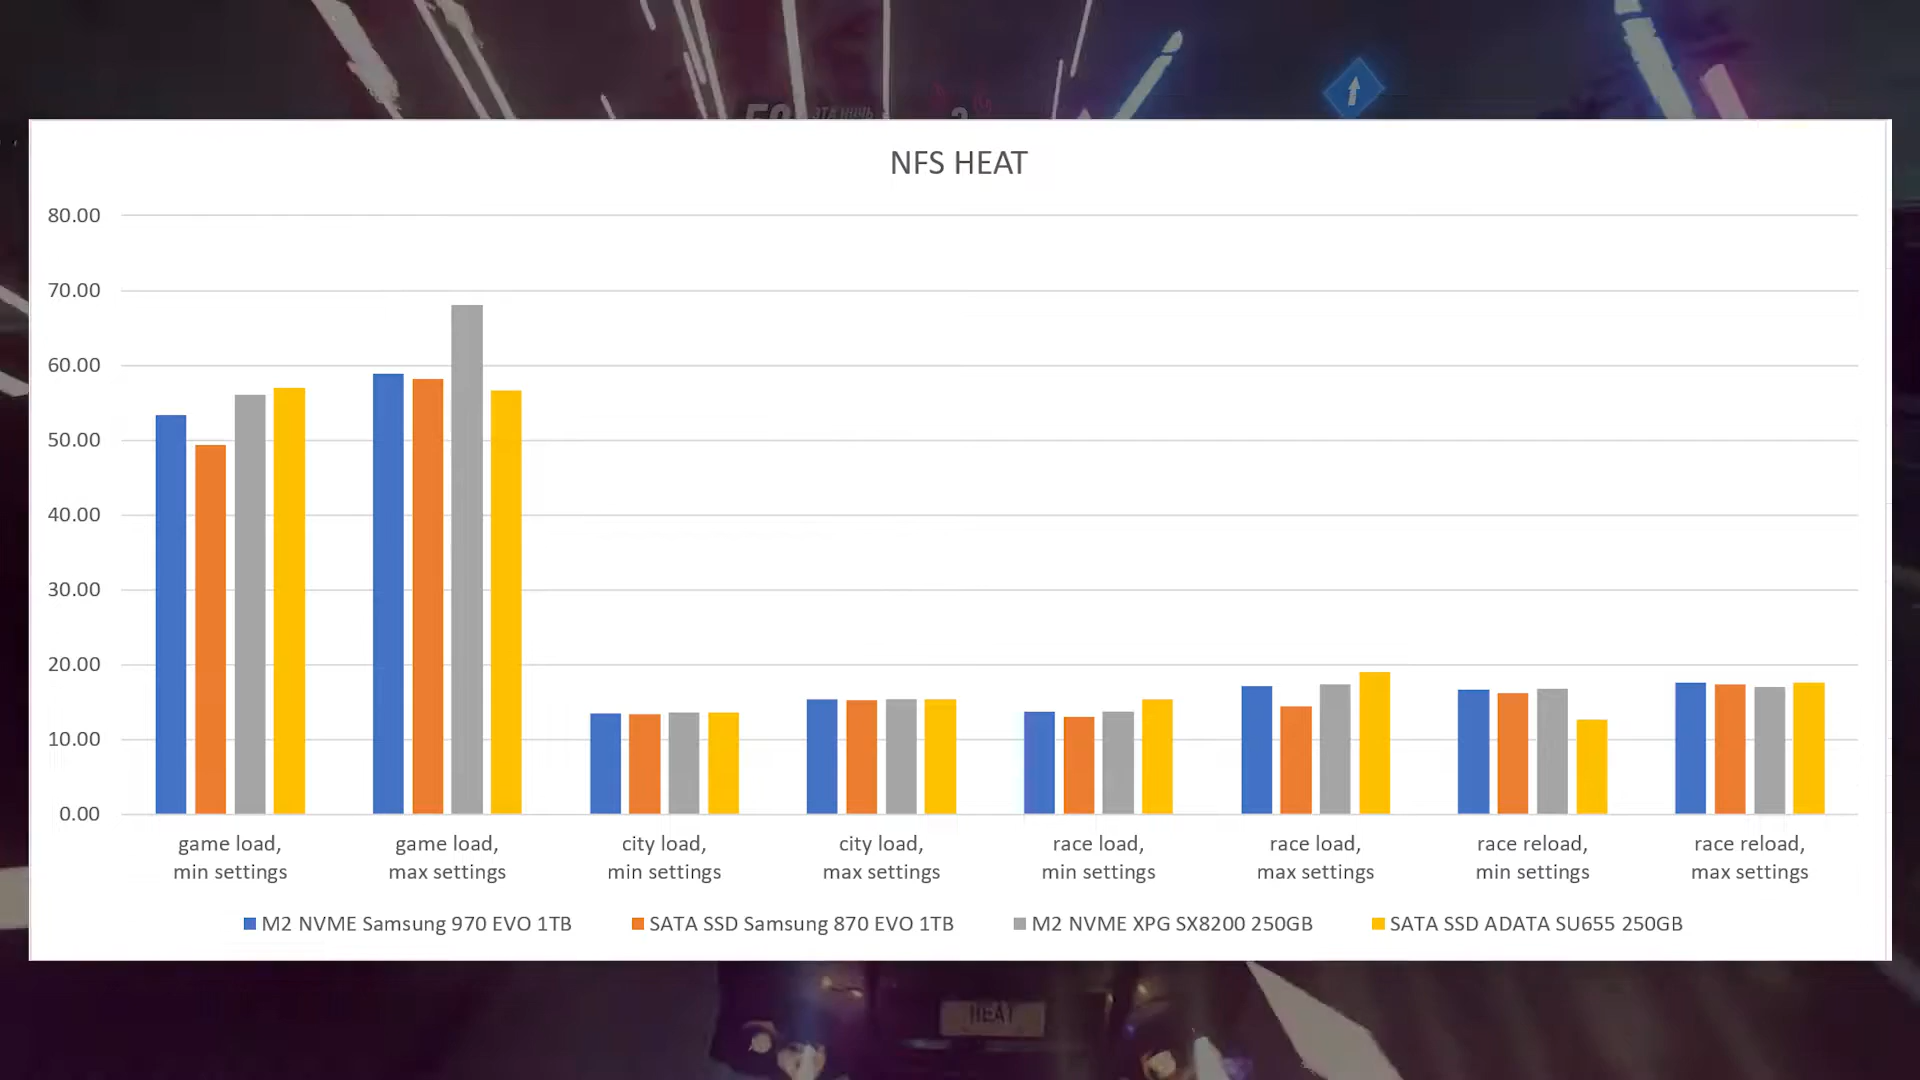 NFS HEAT
80.00
70.00
60.00
50.00
40.00
30.00
20.00
10.00
0.00
game load,
min settings
game load,
max settings
city load,
min settings
city load,
max settings
race load,
min settings
race load,
max settings
race reload,
min settings
race reload,
max settings
M2 NVME Samsung 970 EVO 1TB
SATA SSD Samsung 870 EVO 1TB
M2 NVME XPG SX8200 250GB
SATA SSD ADATA SU655 250GB
HEAT